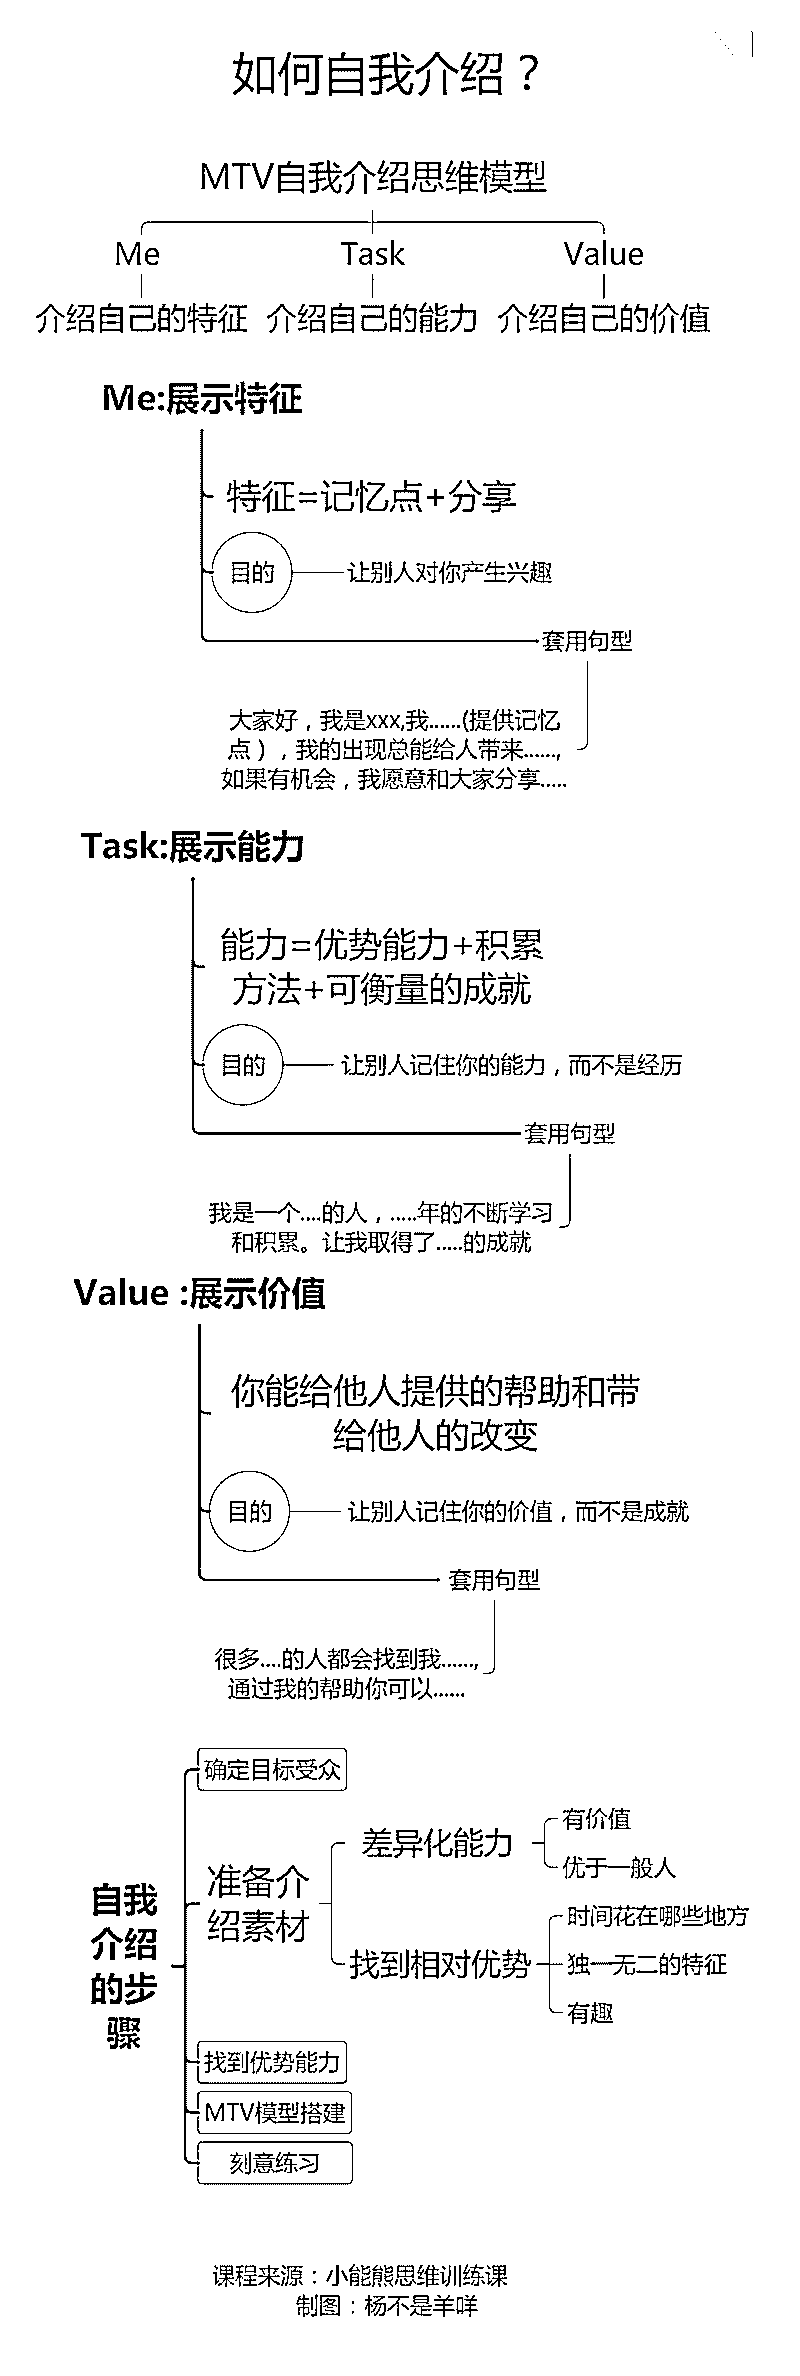 如何自我介绍？
MTV自我介绍思维模型
Me
Task
Value
介绍自己的特征
介绍自己的能力
介绍自己的价值
Me:展示特征
特征=记忆点+分享
目的
让别人对你产生兴趣
套用句型
大家好，我是xxx,我......(提供记忆
点），我的出现总能给人带来......,
如果有机会，我愿意和大家分享.....
Task:展示能力
能力=优势能力+积累
方法+可衡量的成就
目的
让别人记住你的能力，而不是经历
套用句型
我是一个....的人，.....年的不断学习
和积累。让我取得了.....的成就
Value :展示价值
你能给他人提供的帮助和带
给他人的改变
目的
让别人记住你的价值，而不是成就
套用句型
很多....的人都会找到我......,
通过我的帮助你可以......
自我
介绍
的步
骤
确定目标受众
准备介
绍素材
差异化能力
有价值
优于一般人
找到相对优势
时间花在哪些地方
独一无二的特征
有趣
找到优势能力
MTV模型搭建
刻意练习
课程来源：小能熊思维训练课
制图：杨不是羊咩